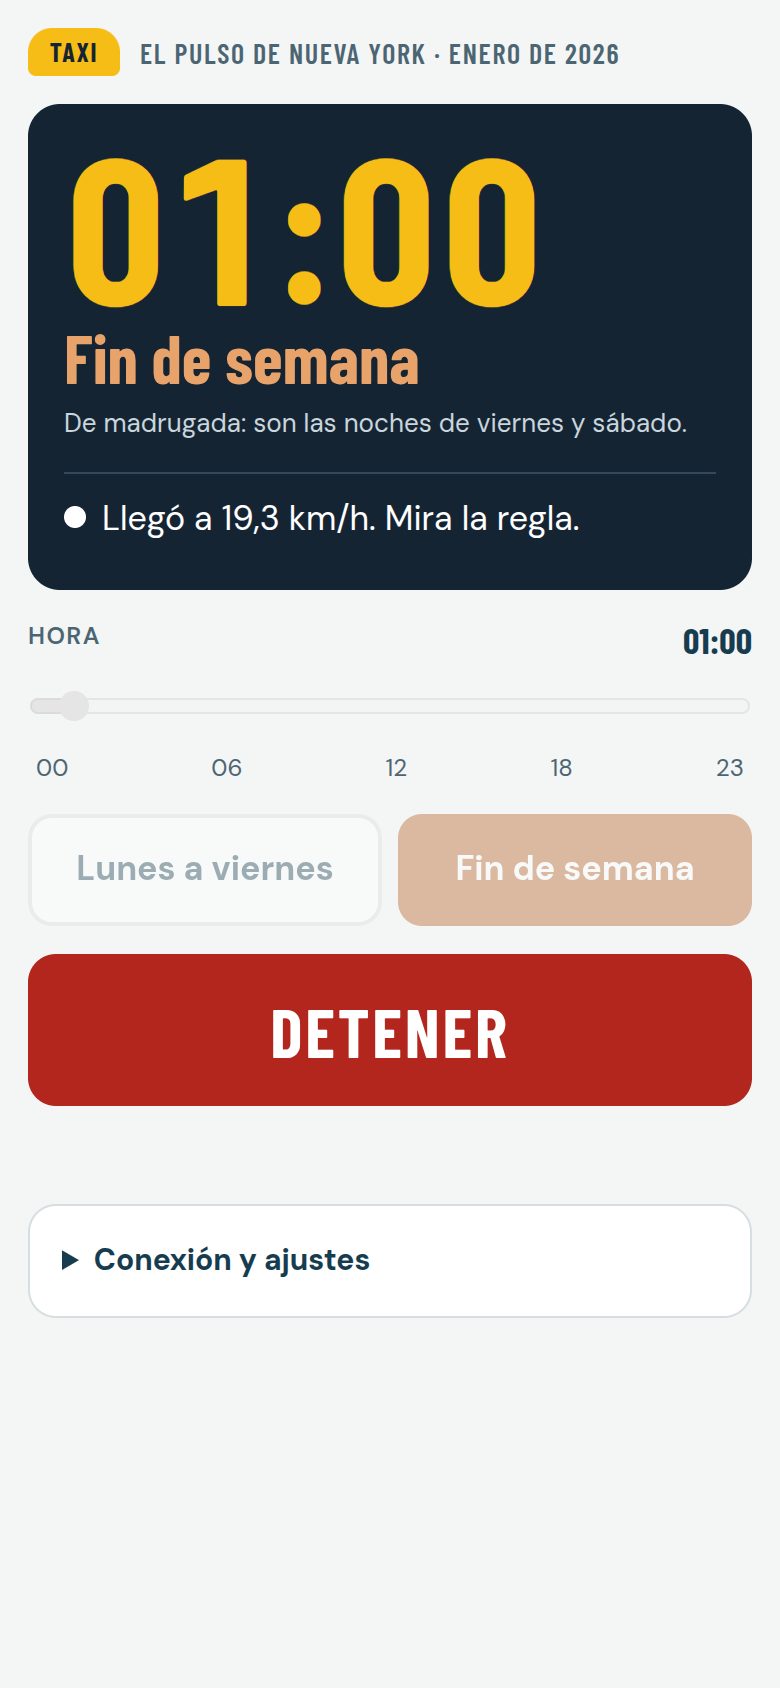 TAXI
EL PULSO DE NUEVA YORK · ENERO DE 2026
01:00
Fin de semana
De madrugada: son las noches de viernes y sábado.
Llegó a 19,3 km/h. Mira la regla.
HORA
01:00
00 06 12 18 23
Lunes a viernes
Fin de semana
DETENER
Conexión y ajustes